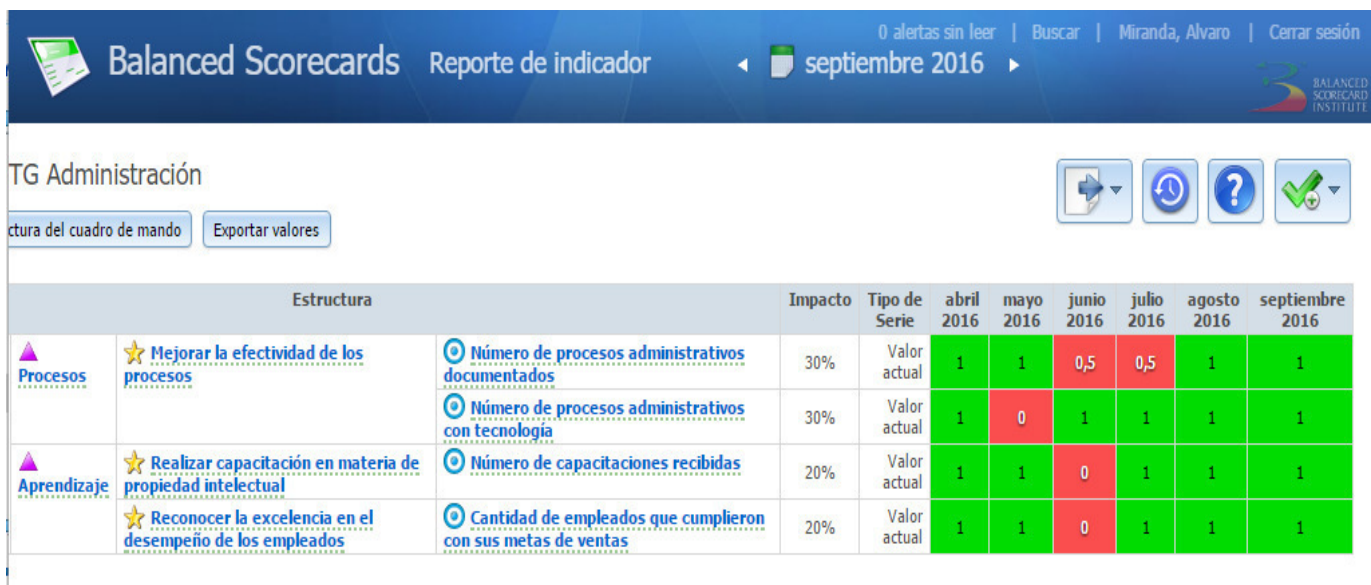 0 alertas sin leer | Buscar | Miranda, Alvaro | Cerrar sesión
Balanced Scorecards Reporte de indicador septiembre 2016
BALANCED
SCORECARD
INSTITUTE
TG Administración
ctura del cuadro de mando Exportar valores
Estructura Impacto Tipo de Serie abril 2016 mayo 2016 junio 2016 julio 2016 agosto 2016 septiembre 2016
Procesos
Mejorar la efectividad de los
procesos
Número de procesos administrativos
documentados
30% Valor actual 1 1 0,5 0,5 1 1
Número de procesos administrativos
con tecnología
30% Valor actual 1 0 1 1 1 1
Aprendizaje
Realizar capacitación en materia de
propiedad intelectual
Número de capacitaciones recibidas
20% Valor actual 1 1 0 1 1 1
Reconocer la excelencia en el
desempeño de los empleados
Cantidad de empleados que cumplieron
con sus metas de ventas
20% Valor actual 1 1 0 1 1 1